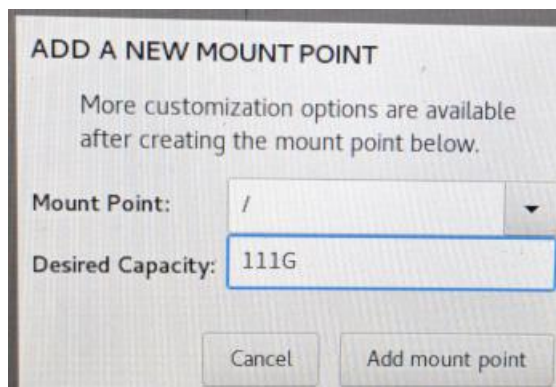 ADD A NEW MOUNT POINT
More customization options are available
after creating the mount point below.
Mount Point: /
Desired Capacity: 111G
Cancel Add mount point